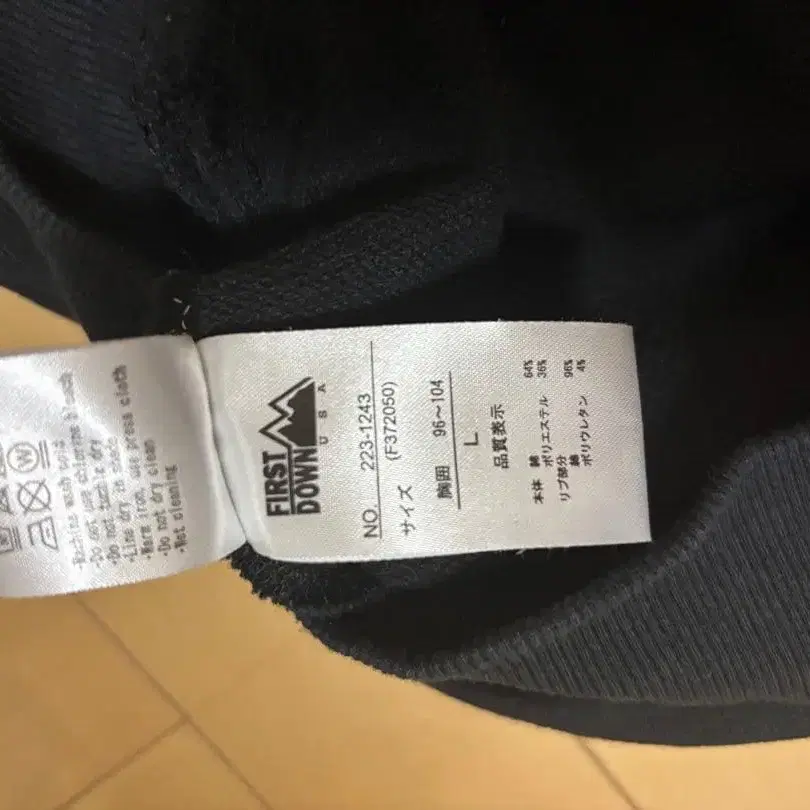 FIRST
DOWN
USA
NO. 223-1243
(F372050)
サイズ
胸囲 96～104
L
品質表示
本体 綿 64%
ポリエステル 36%
リブ部分
綿 96%
ポリウレタン 4%
W
·Machine wash cold
·Do not use chlorine bleach
·Do not tumble dry
·Line dry in shade
·Warm iron, use press cloth
·Do not dry clean
·Wet cleaning